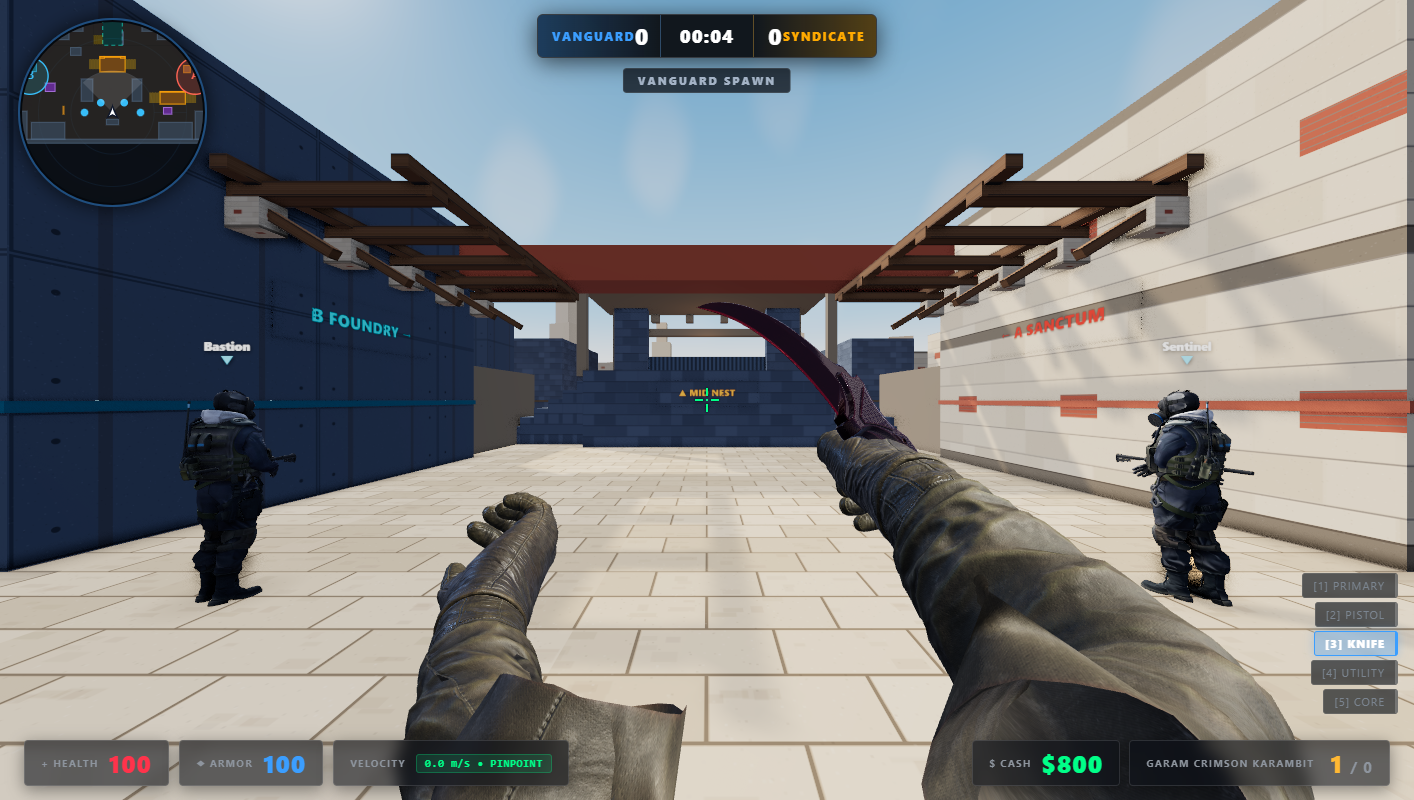 VANGUARD 0 00:04 0 SYNDICATE
VANGUARD SPAWN
B
A
B FOUNDRY →
← A SANCTUM
Bastion
Sentinel
▲ MID NEST
[1] PRIMARY
[2] PISTOL
[3] KNIFE
[4] UTILITY
[5] CORE
+ HEALTH 100
◆ ARMOR 100
VELOCITY 0.0 m/s • PINPOINT
$ CASH $800
GARAM CRIMSON KARAMBIT 1 / 0